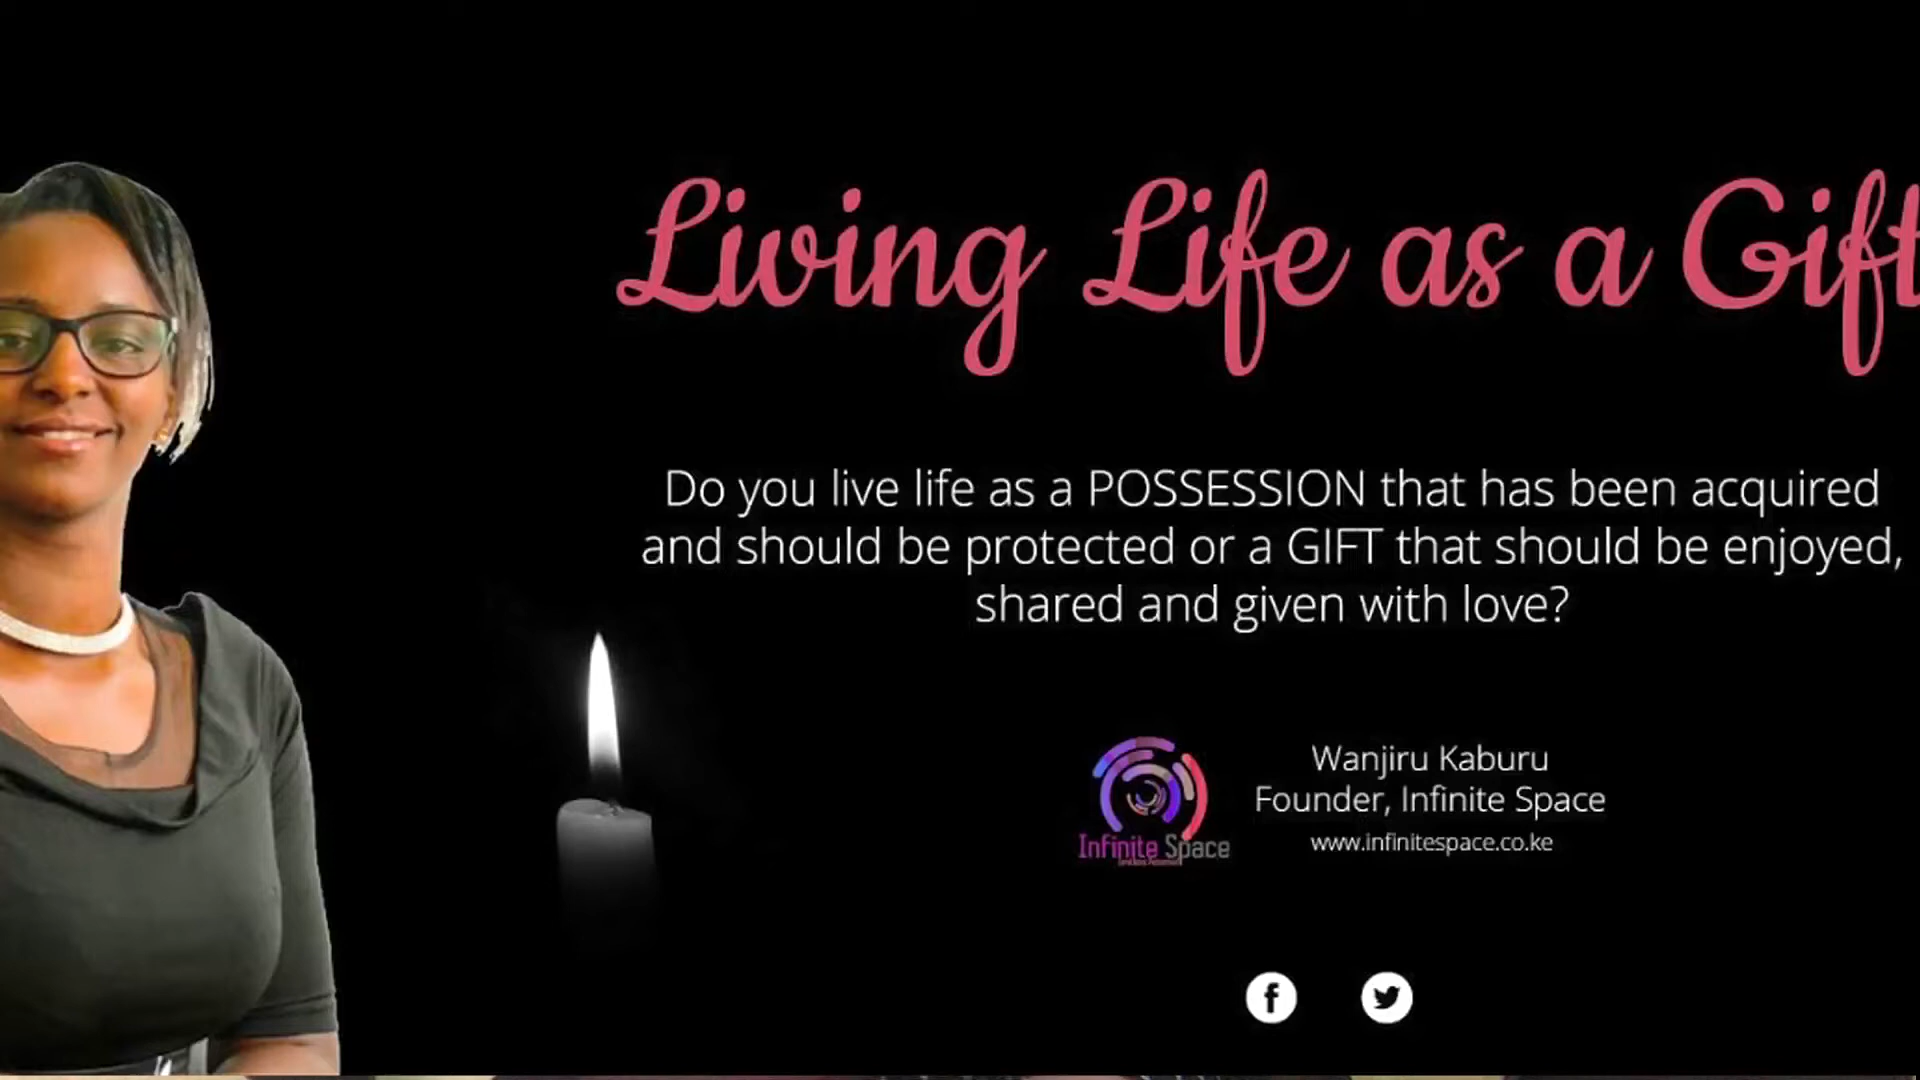 Living Life as a Gift
Do you live life as a POSSESSION that has been acquired
and should be protected or a GIFT that should be enjoyed,
shared and given with love?
Wanjiru Kaburu
Founder, Infinite Space
www.infinitespace.co.ke
Infinite Space